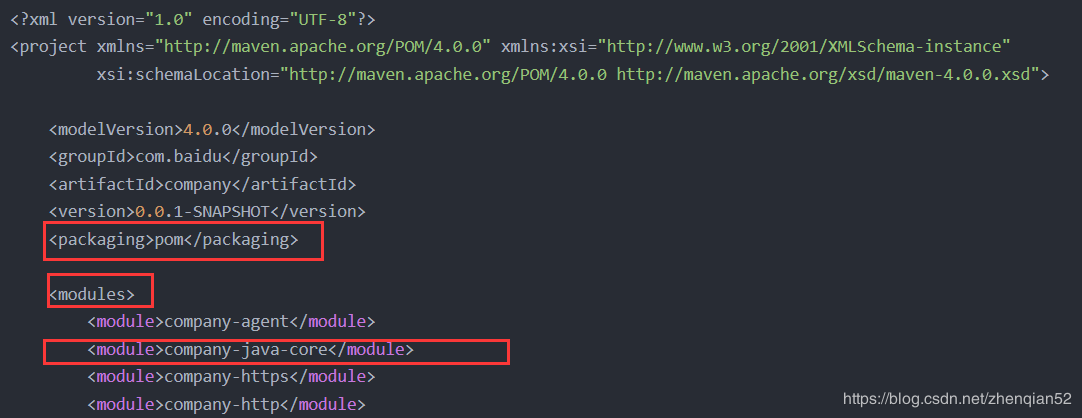 <?xml version="1.0" encoding="UTF-8"?>
<project xmlns="http://maven.apache.org/POM/4.0.0" xmlns:xsi="http://www.w3.org/2001/XMLSchema-instance"
xsi:schemaLocation="http://maven.apache.org/POM/4.0.0 http://maven.apache.org/xsd/maven-4.0.0.xsd">
<modelVersion>4.0.0</modelVersion>
<groupId>com.baidu</groupId>
<artifactId>company</artifactId>
<version>0.0.1-SNAPSHOT</version>
<packaging>pom</packaging>
<modules>
<module>company-agent</module>
<module>company-java-core</module>
<module>company-https</module>
<module>company-http</module>
https://blog.csdn.net/zhenqian52